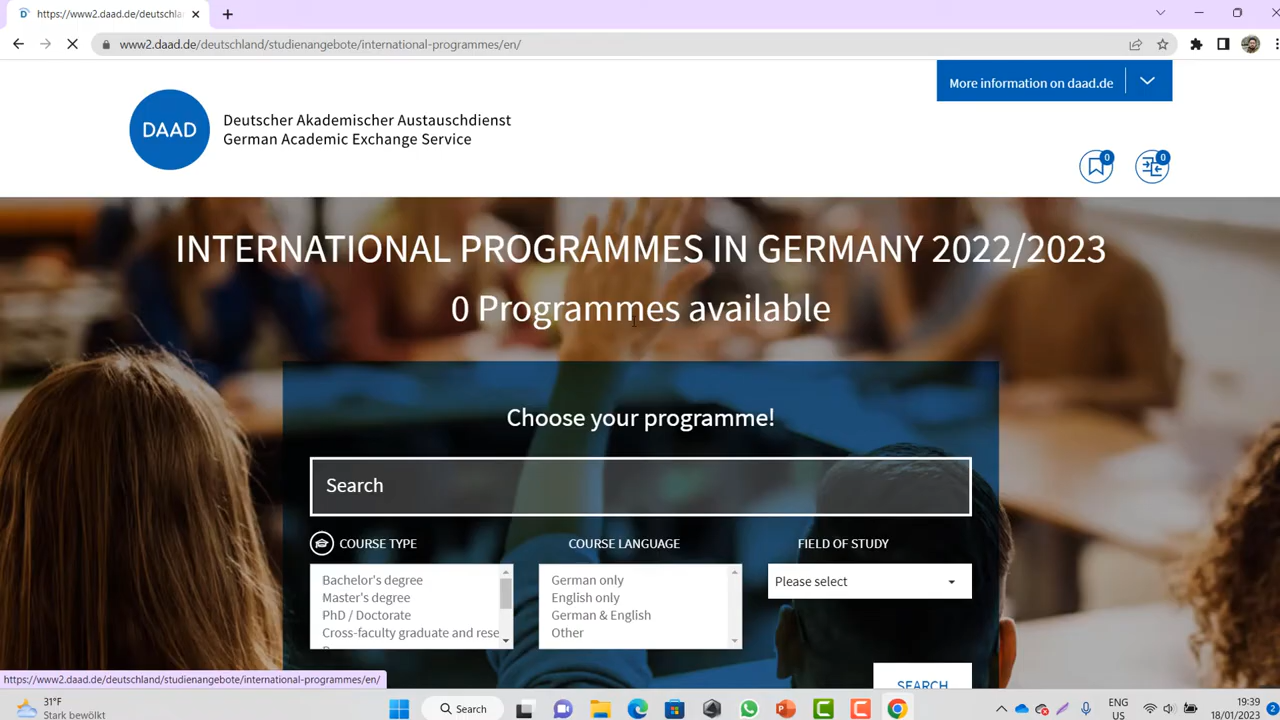 https://www2.daad.de/deutschla
www2.daad.de/deutschland/studienangebote/international-programmes/en/
More information on daad.de
DAAD
Deutscher Akademischer Austauschdienst
German Academic Exchange Service
0
0
INTERNATIONAL PROGRAMMES IN GERMANY 2022/2023
0 Programmes available
Choose your programme!
Search
COURSE TYPE
COURSE LANGUAGE
FIELD OF STUDY
Bachelor's degree
Master's degree
PhD / Doctorate
Cross-faculty graduate and rese
German only
English only
German & English
Other
Please select
SEARCH
https://www2.daad.de/deutschland/studienangebote/international-programmes/en/
31°F
Stark bewölkt
Search
ENG
US
19:39
18/01/2023
2